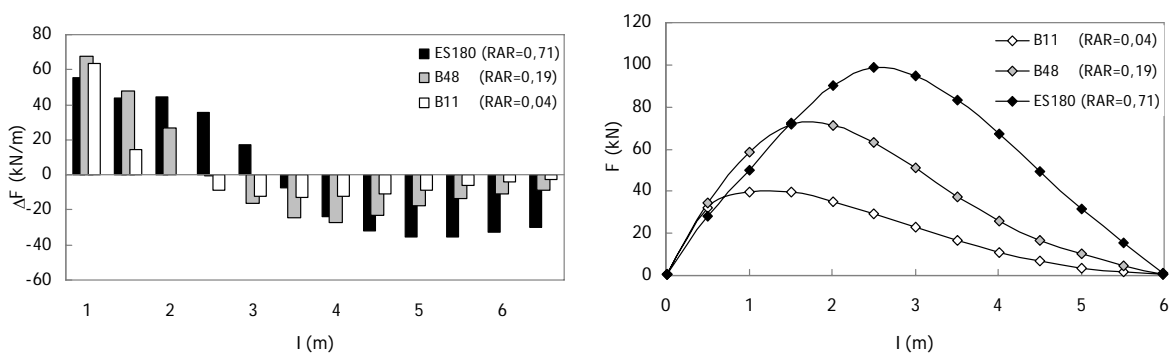 80
60
40
20
0
-20
-40
-60
ΔF (kN/m)
ES180 (RAR=0,71)
B48 (RAR=0,19)
B11 (RAR=0,04)
1 2 3 4 5 6
l (m)
120
100
80
60
40
20
0
F (kN)
B11 (RAR=0,04)
B48 (RAR=0,19)
ES180 (RAR=0,71)
0 1 2 3 4 5 6
l (m)